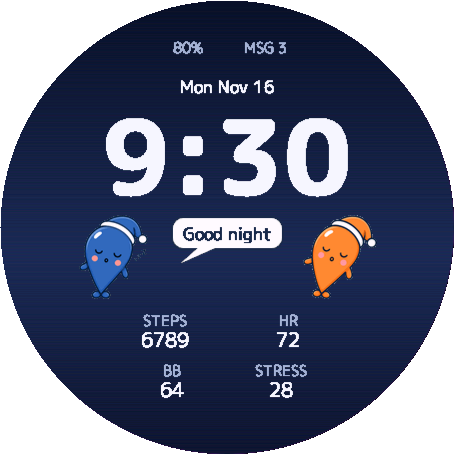 80% MSG 3
Mon Nov 16
9:30
Good night
STEPS HR
6789 72
BB STRESS
64 28